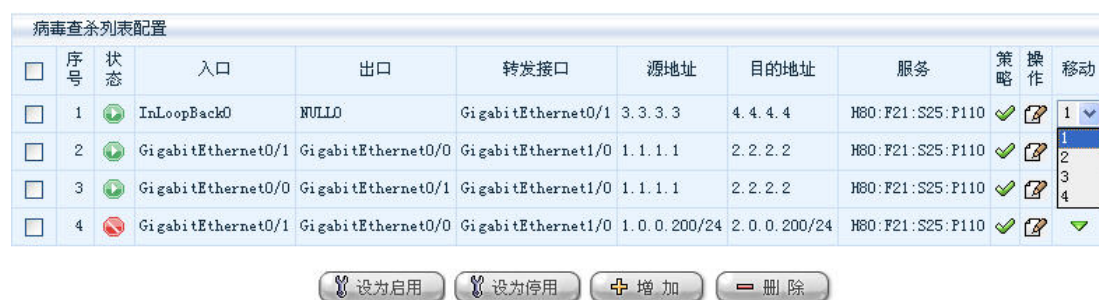 病毒查杀列表配置
序号 状态 入口 出口 转发接口 源地址 目的地址 服务 策略 操作 移动
1 InLoopBack0 NULL0 GigabitEthernet0/1 3.3.3.3 4.4.4.4 H80:F21:S25:P110 1
2 GigabitEthernet0/1 GigabitEthernet0/0 GigabitEthernet1/0 1.1.1.1 2.2.2.2 H80:F21:S25:P110 1
2
3 GigabitEthernet0/0 GigabitEthernet0/1 GigabitEthernet1/0 1.1.1.1 2.2.2.2 H80:F21:S25:P110 3
4
4 GigabitEthernet0/1 GigabitEthernet0/0 GigabitEthernet1/0 1.0.0.200/24 2.0.0.200/24 H80:F21:S25:P110
设为启用 设为停用 增 加 删 除